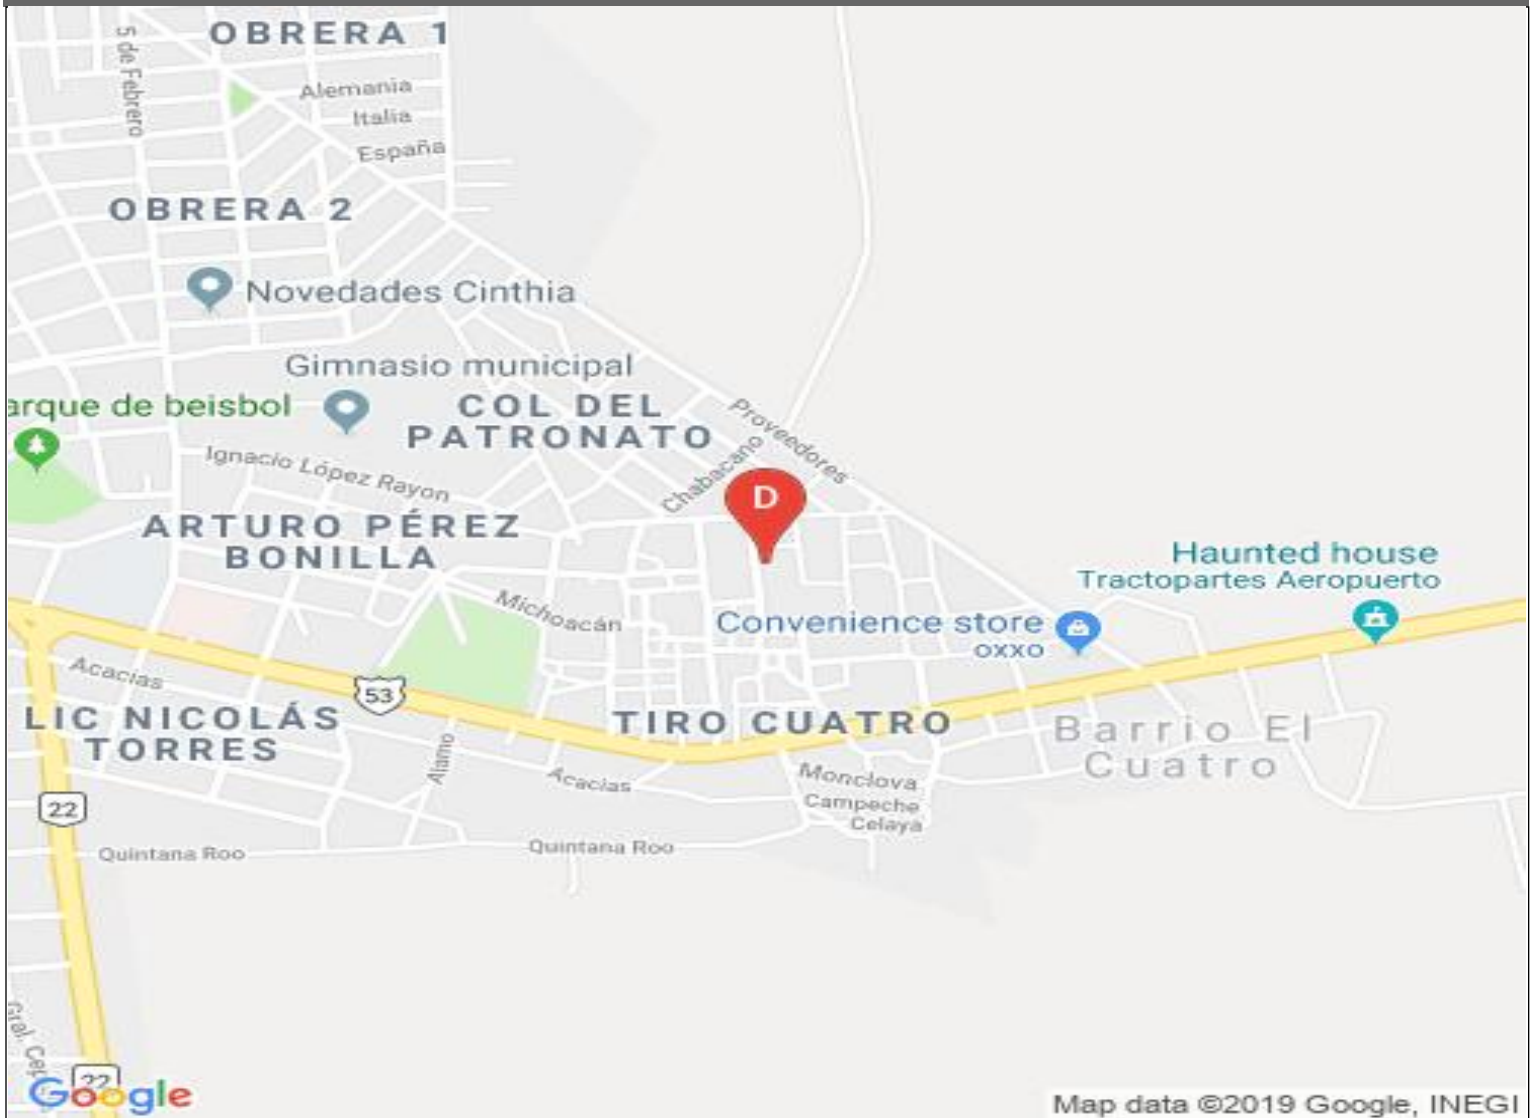 OBRERA 1
5 de Febrero
Alemania
Italia
España
OBRERA 2
Novedades Cinthia
Gimnasio municipal
arque de beisbol
COL DEL
PATRONATO
Proveedores
Chabacano
Ignacio López Rayon
D
ARTURO PÉREZ
BONILLA
Haunted house
Tractopartes Aeropuerto
Michoacán
Convenience store
oxxo
Acacias
53
LIC NICOLÁS
TORRES
TIRO CUATRO
Barrio El
Cuatro
Alamo
Acacias
Monclova
Campeche
Celaya
22
Quintana Roo
Quintana Roo
Gral. Cep
22
Google
Map data ©2019 Google, INEGI